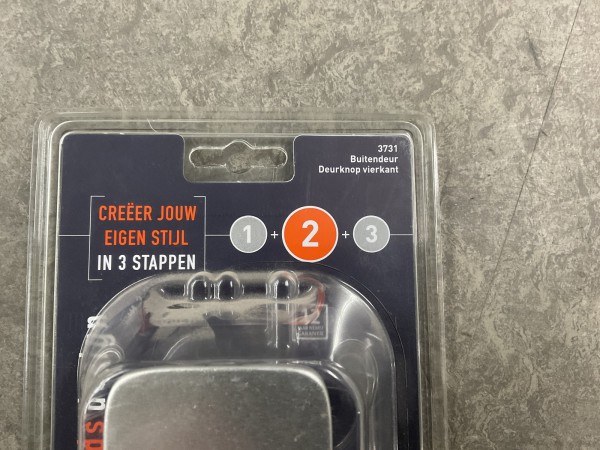 3731
Buitendeur
Deurknop vierkant
CREËER JOUW
EIGEN STIJL
IN 3 STAPPEN
1 + 2 + 3